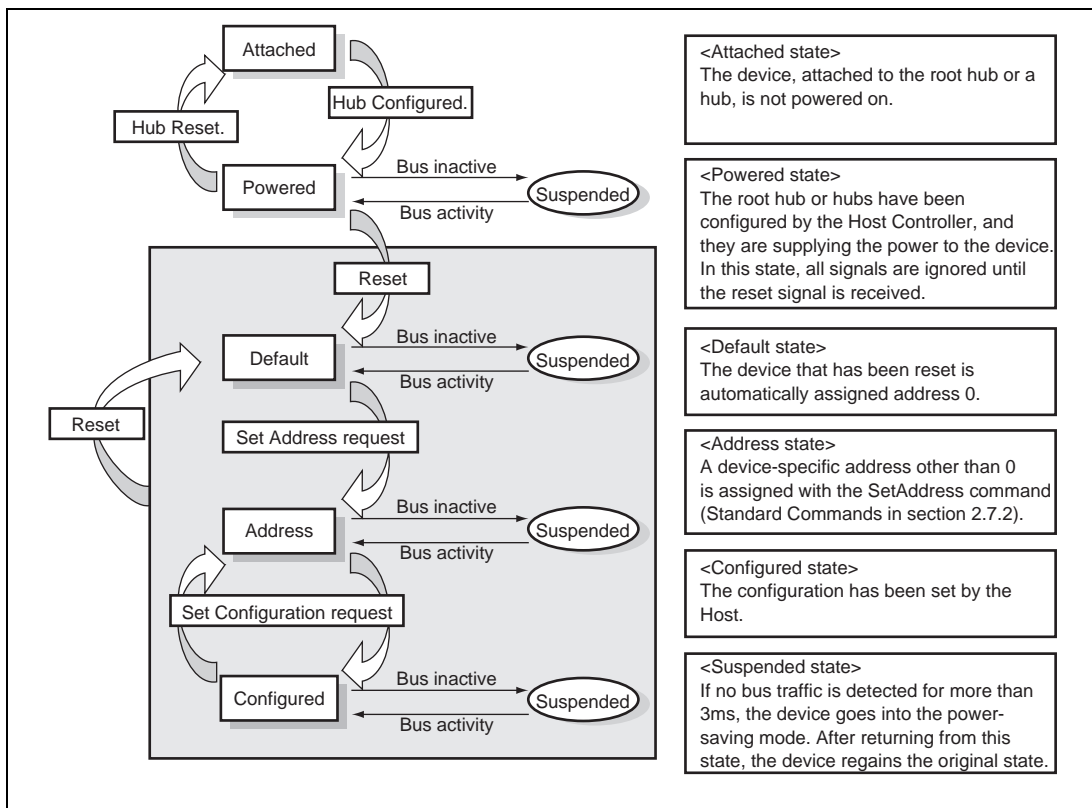 Attached
Hub Configured.
Hub Reset.
Powered
Bus inactive
Bus activity
Suspended
Reset
Default
Bus inactive
Bus activity
Suspended
Reset
Set Address request
Address
Bus inactive
Bus activity
Suspended
Set Configuration request
Configured
Bus inactive
Bus activity
Suspended
<Attached state>
The device, attached to the root hub or a
hub, is not powered on.
<Powered state>
The root hub or hubs have been
configured by the Host Controller, and
they are supplying the power to the device.
In this state, all signals are ignored until
the reset signal is received.
<Default state>
The device that has been reset is
automatically assigned address 0.
<Address state>
A device-specific address other than 0
is assigned with the SetAddress command
(Standard Commands in section 2.7.2).
<Configured state>
The configuration has been set by the
Host.
<Suspended state>
If no bus traffic is detected for more than
3ms, the device goes into the power-
saving mode. After returning from this
state, the device regains the original state.